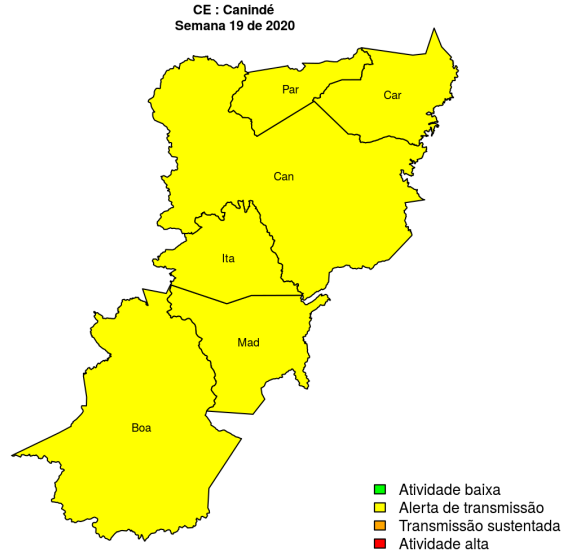 CE : Canindé
Semana 19 de 2020
Par
Car
Can
Ita
Mad
Boa
Atividade baixa
Alerta de transmissão
Transmissão sustentada
Atividade alta